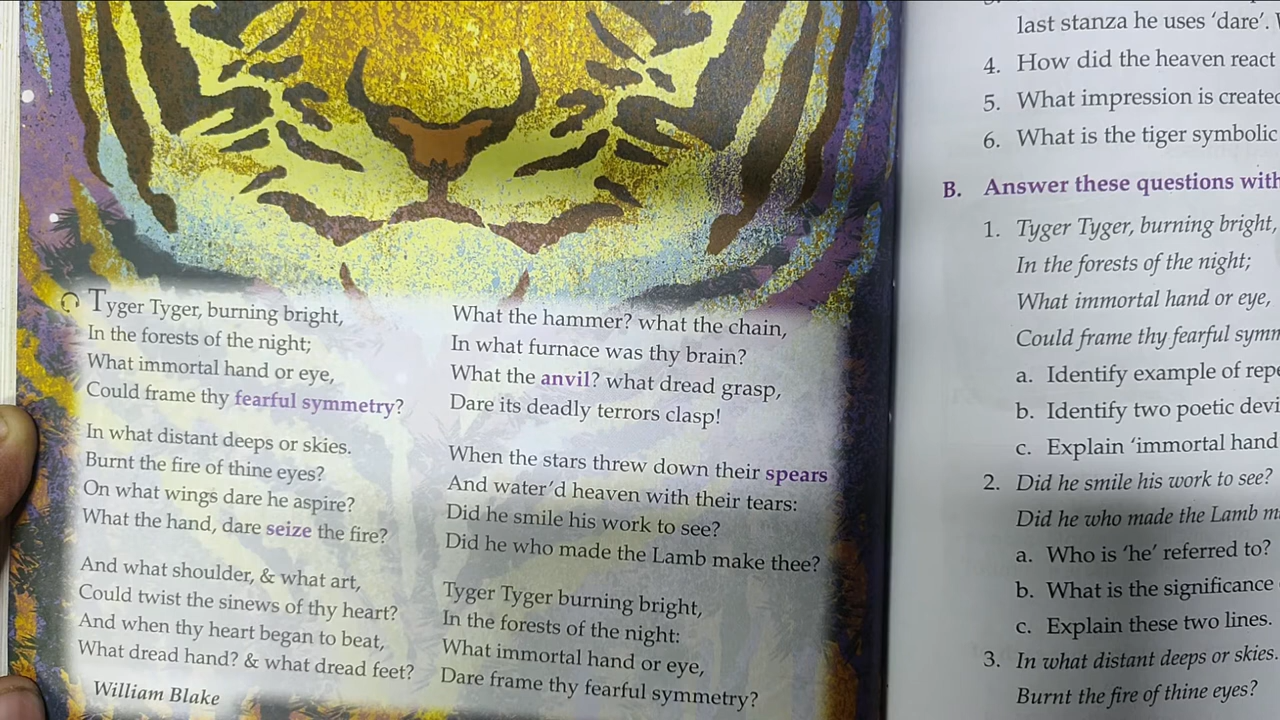 Tyger Tyger, burning bright,
In the forests of the night;
What immortal hand or eye,
Could frame thy fearful symmetry?
In what distant deeps or skies.
Burnt the fire of thine eyes?
On what wings dare he aspire?
What the hand, dare seize the fire?
And what shoulder, & what art,
Could twist the sinews of thy heart?
And when thy heart began to beat,
What dread hand? & what dread feet?
William Blake
What the hammer? what the chain,
In what furnace was thy brain?
What the anvil? what dread grasp,
Dare its deadly terrors clasp!
When the stars threw down their spears
And water'd heaven with their tears:
Did he smile his work to see?
Did he who made the Lamb make thee?
Tyger Tyger burning bright,
In the forests of the night:
What immortal hand or eye,
Dare frame thy fearful symmetry?
last stanza he uses 'dare'.
4. How did the heaven react
5. What impression is created
6. What is the tiger symbolic
B. Answer these questions with
1. Tyger Tyger, burning bright,
In the forests of the night;
What immortal hand or eye,
Could frame thy fearful symm
a. Identify example of repe
b. Identify two poetic devi
c. Explain 'immortal hand
2. Did he smile his work to see?
Did he who made the Lamb m
a. Who is 'he' referred to?
b. What is the significance
c. Explain these two lines.
3. In what distant deeps or skies.
Burnt the fire of thine eyes?